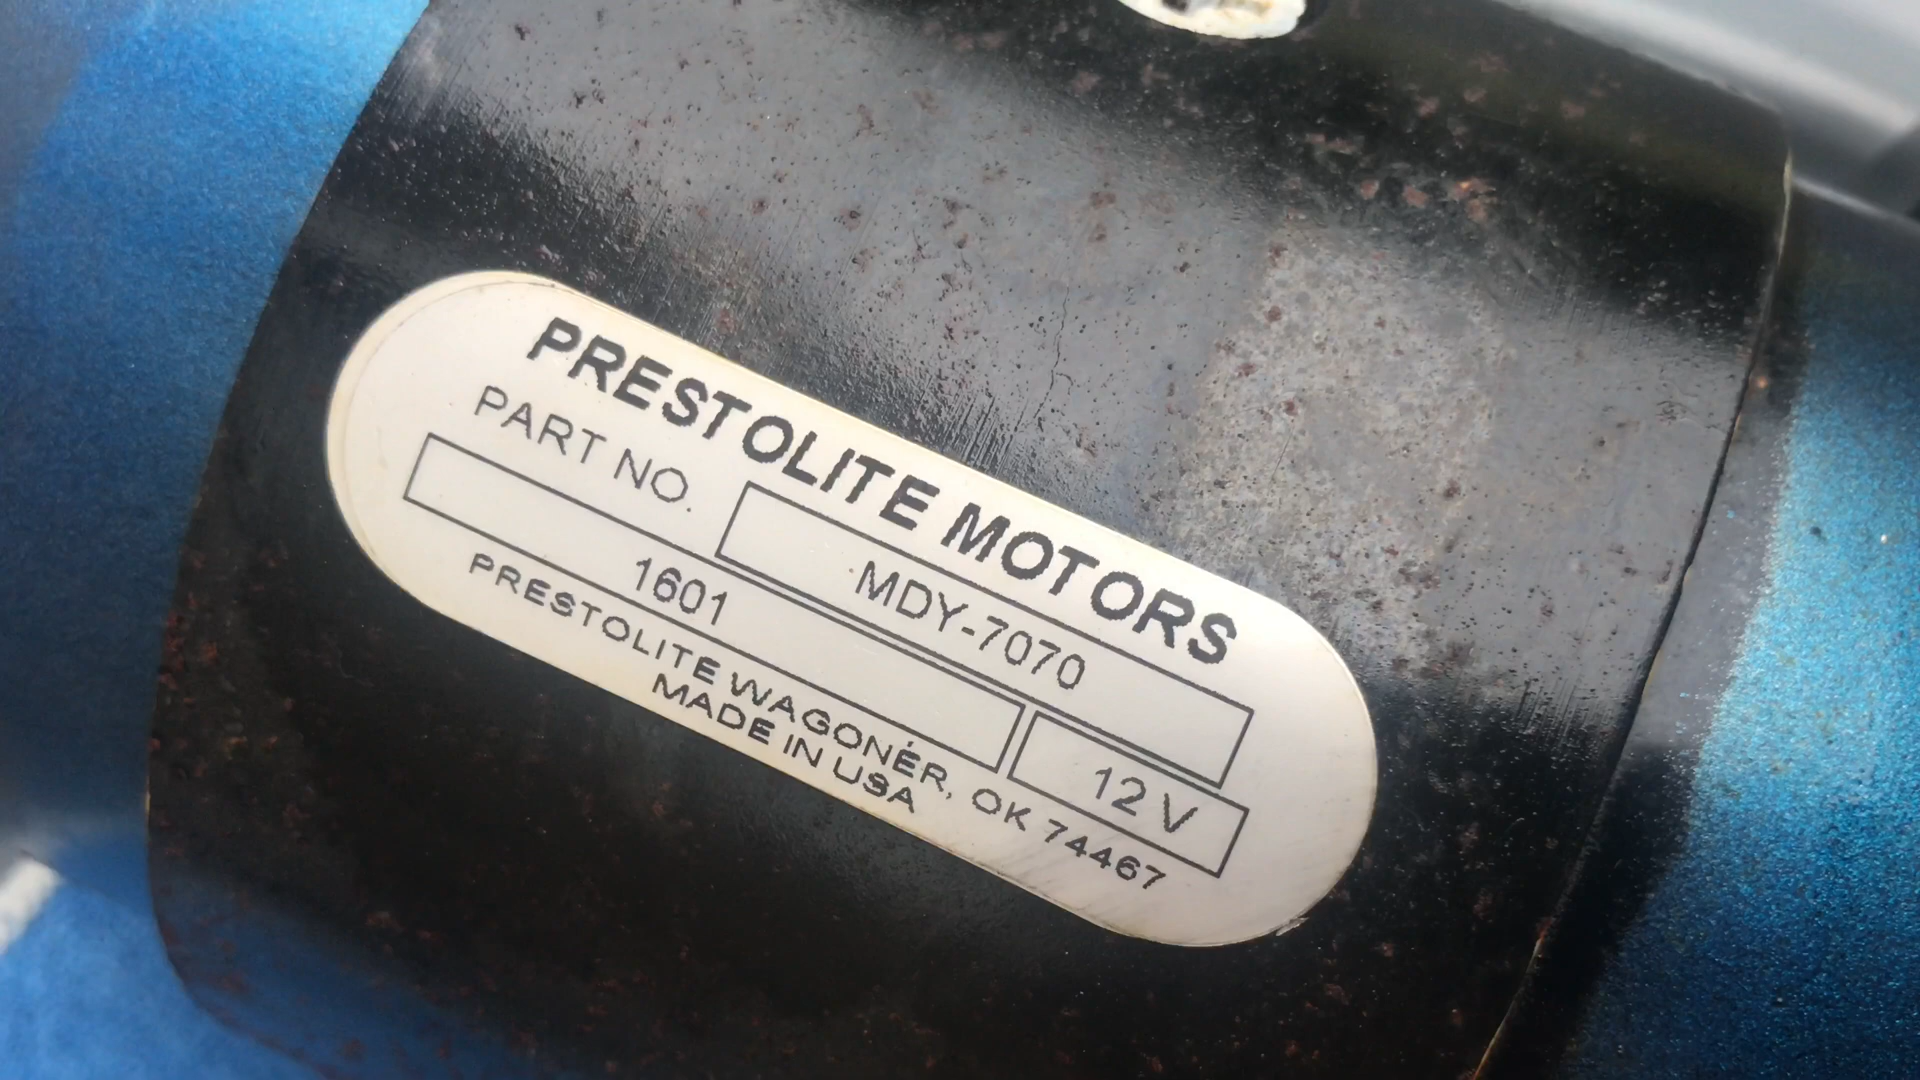 PRESTOLITE MOTORS
PART NO. MDY-7070
1601 12 V
PRESTOLITE WAGONER, OK 74467
MADE IN USA